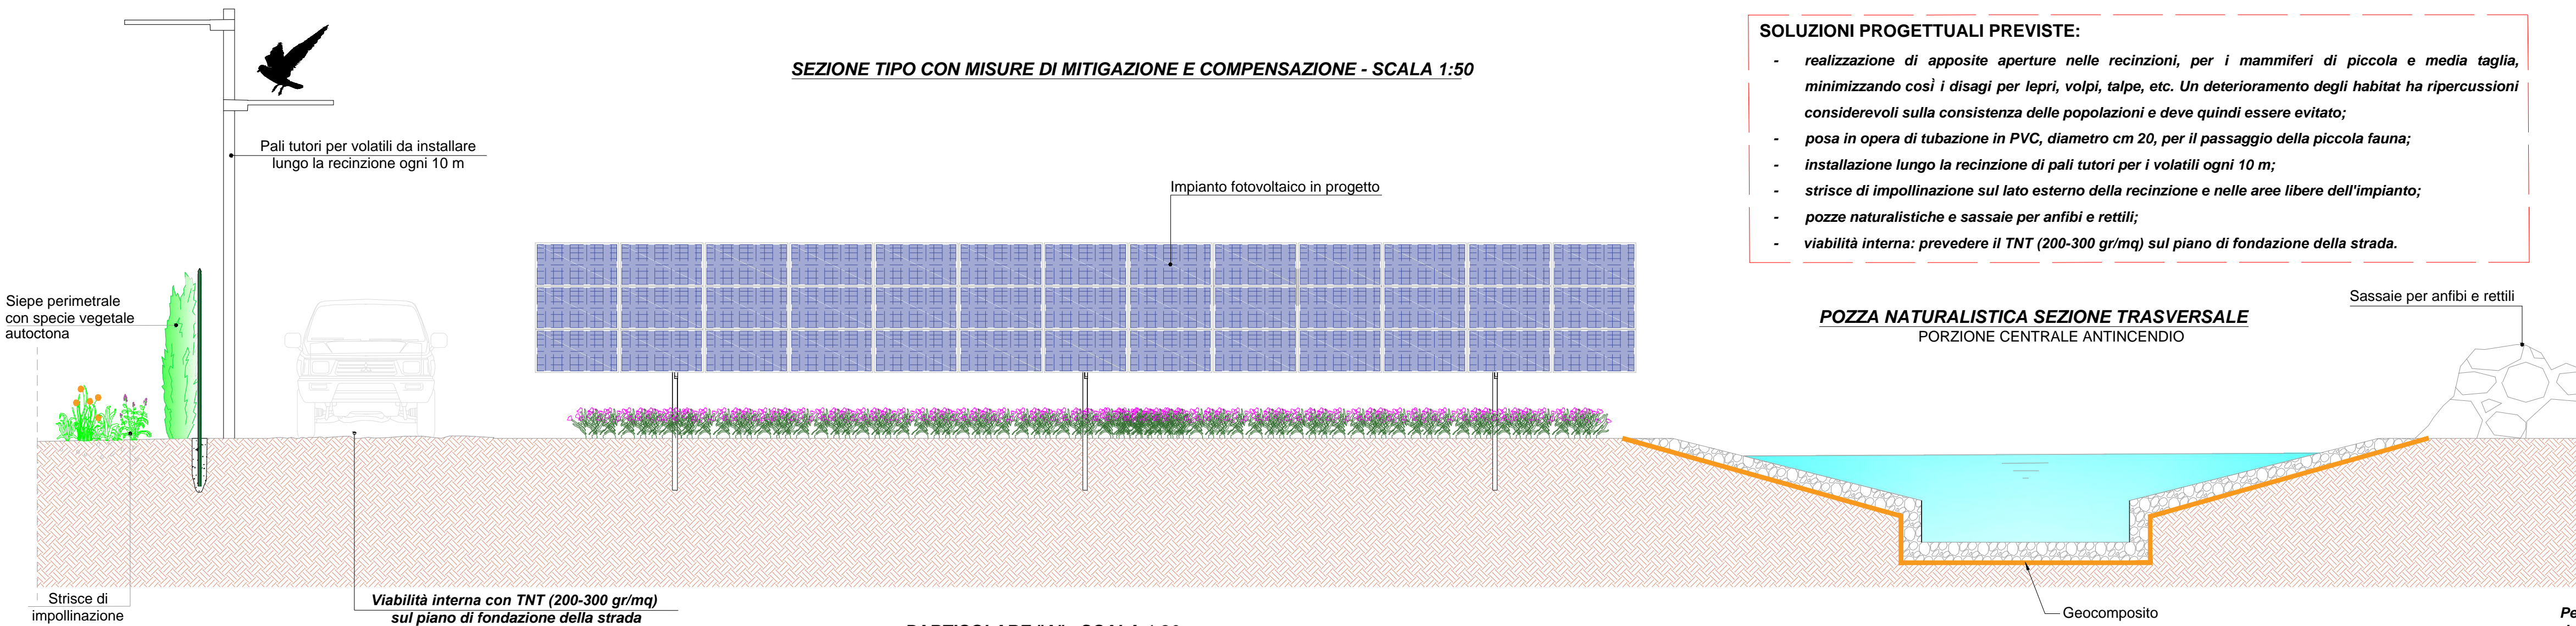 SEZIONE TIPO CON MISURE DI MITIGAZIONE E COMPENSAZIONE - SCALA 1:50
SOLUZIONI PROGETTUALI PREVISTE:
- realizzazione di apposite aperture nelle recinzioni, per i mammiferi di piccola e media taglia,
minimizzando così i disagi per lepri, volpi, talpe, etc. Un deterioramento degli habitat ha ripercussioni
considerevoli sulla consistenza delle popolazioni e deve quindi essere evitato;
- posa in opera di tubazione in PVC, diametro cm 20, per il passaggio della piccola fauna;
- installazione lungo la recinzione di pali tutori per i volatili ogni 10 m;
- strisce di impollinazione sul lato esterno della recinzione e nelle aree libere dell'impianto;
- pozze naturalistiche e sassaie per anfibi e rettili;
- viabilità interna: prevedere il TNT (200-300 gr/mq) sul piano di fondazione della strada.
Pali tutori per volatili da installare
lungo la recinzione ogni 10 m
Impianto fotovoltaico in progetto
Siepe perimetrale
con specie vegetale
autoctona
POZZA NATURALISTICA SEZIONE TRASVERSALE
PORZIONE CENTRALE ANTINCENDIO
Sassaie per anfibi e rettili
Strisce di
impollinazione
Viabilità interna con TNT (200-300 gr/mq)
sul piano di fondazione della strada
Geocomposito
Pe